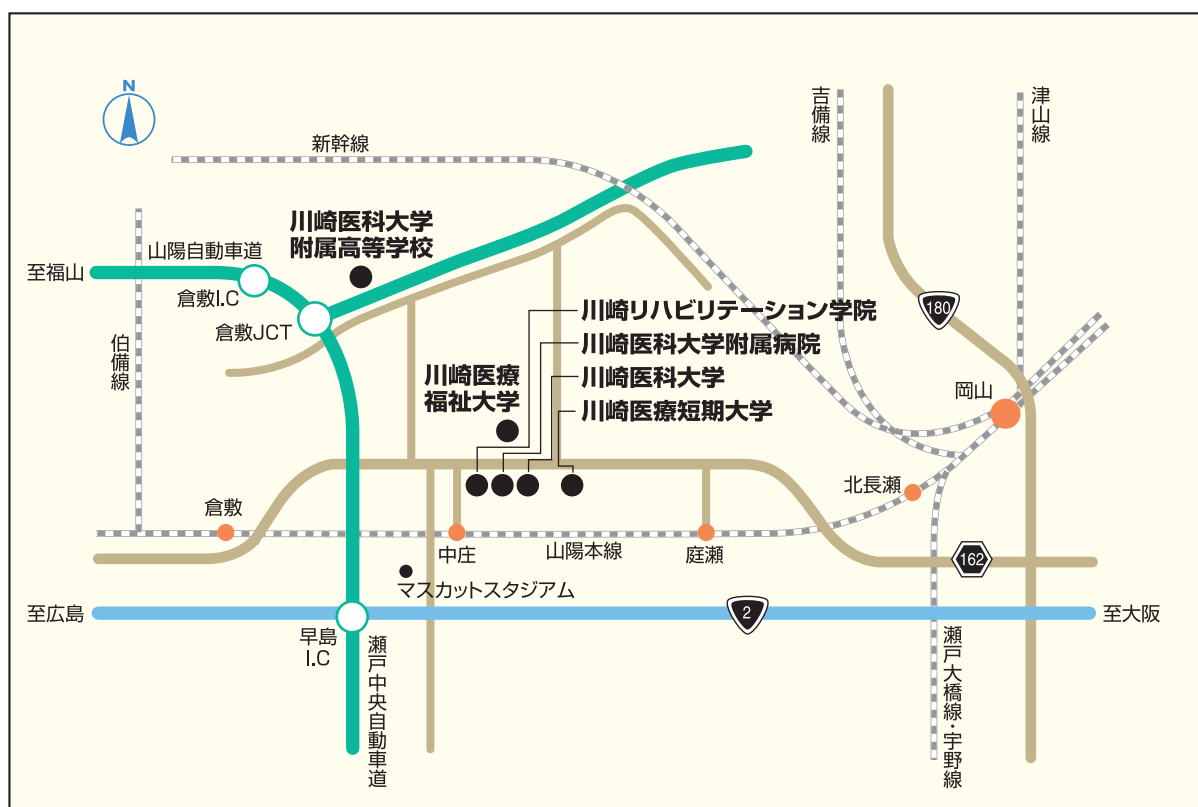 N
新幹線
吉備線
津山線
川崎医科大学
附属高等学校
山陽自動車道
至福山
倉敷I.C
倉敷JCT
伯備線
180
川崎リハビリテーション学院
川崎医科大学附属病院
川崎医科大学
川崎医療短期大学
川崎医療
福祉大学
岡山
北長瀬
倉敷
中庄
山陽本線
庭瀬
162
マスカットスタジアム
至広島
2
至大阪
早島
I.C
瀬戸中央自動車道
瀬戸大橋線・宇野線